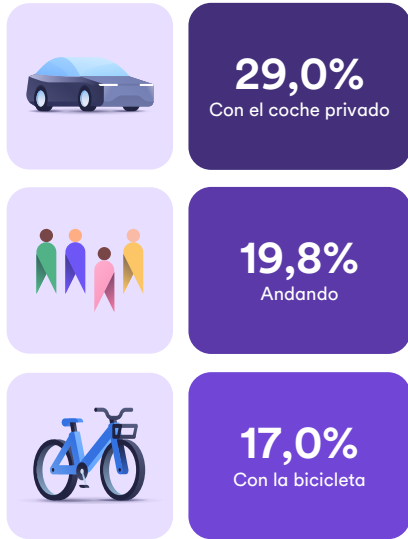 29,0%
Con el coche privado
19,8%
Andando
17,0%
Con la bicicleta